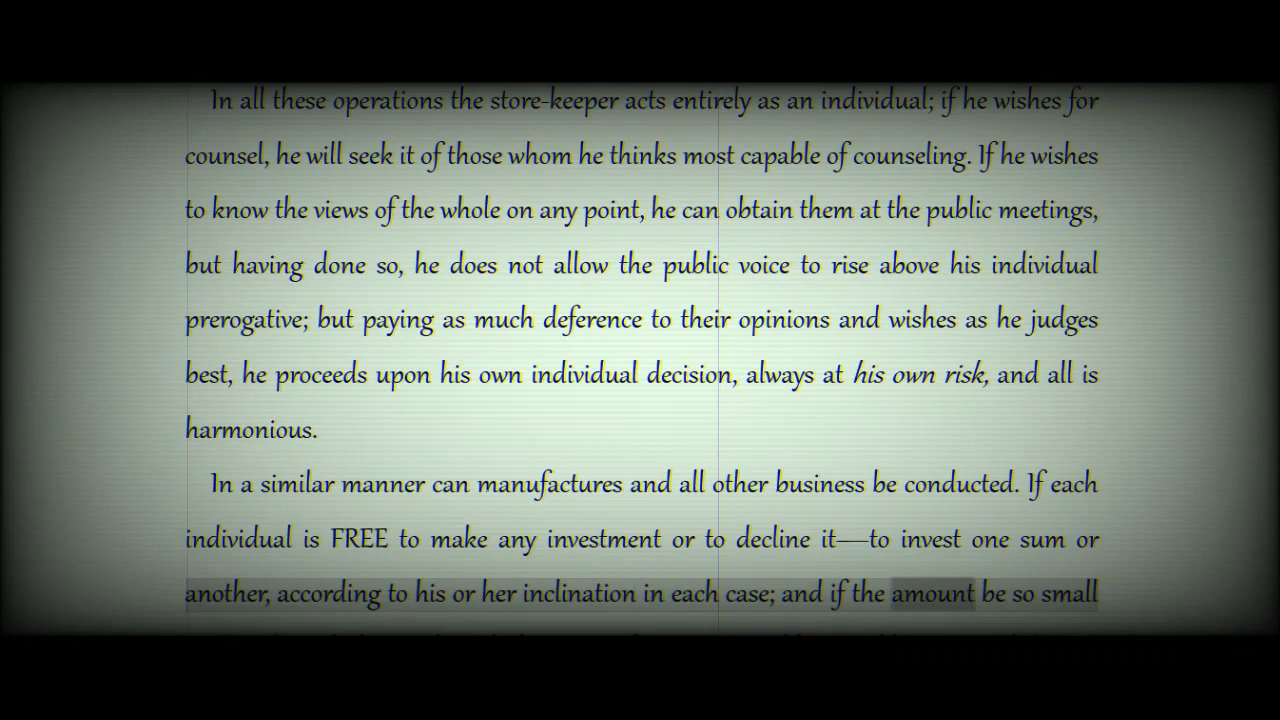 In all these operations the store-keeper acts entirely as an individual; if he wishes for
counsel, he will seek it of those whom he thinks most capable of counseling. If he wishes
to know the views of the whole on any point, he can obtain them at the public meetings,
but having done so, he does not allow the public voice to rise above his individual
prerogative; but paying as much deference to their opinions and wishes as he judges
best, he proceeds upon his own individual decision, always at his own risk, and all is
harmonious.
In a similar manner can manufactures and all other business be conducted. If each
individual is FREE to make any investment or to decline it—to invest one sum or
another, according to his or her inclination in each case; and if the amount be so small